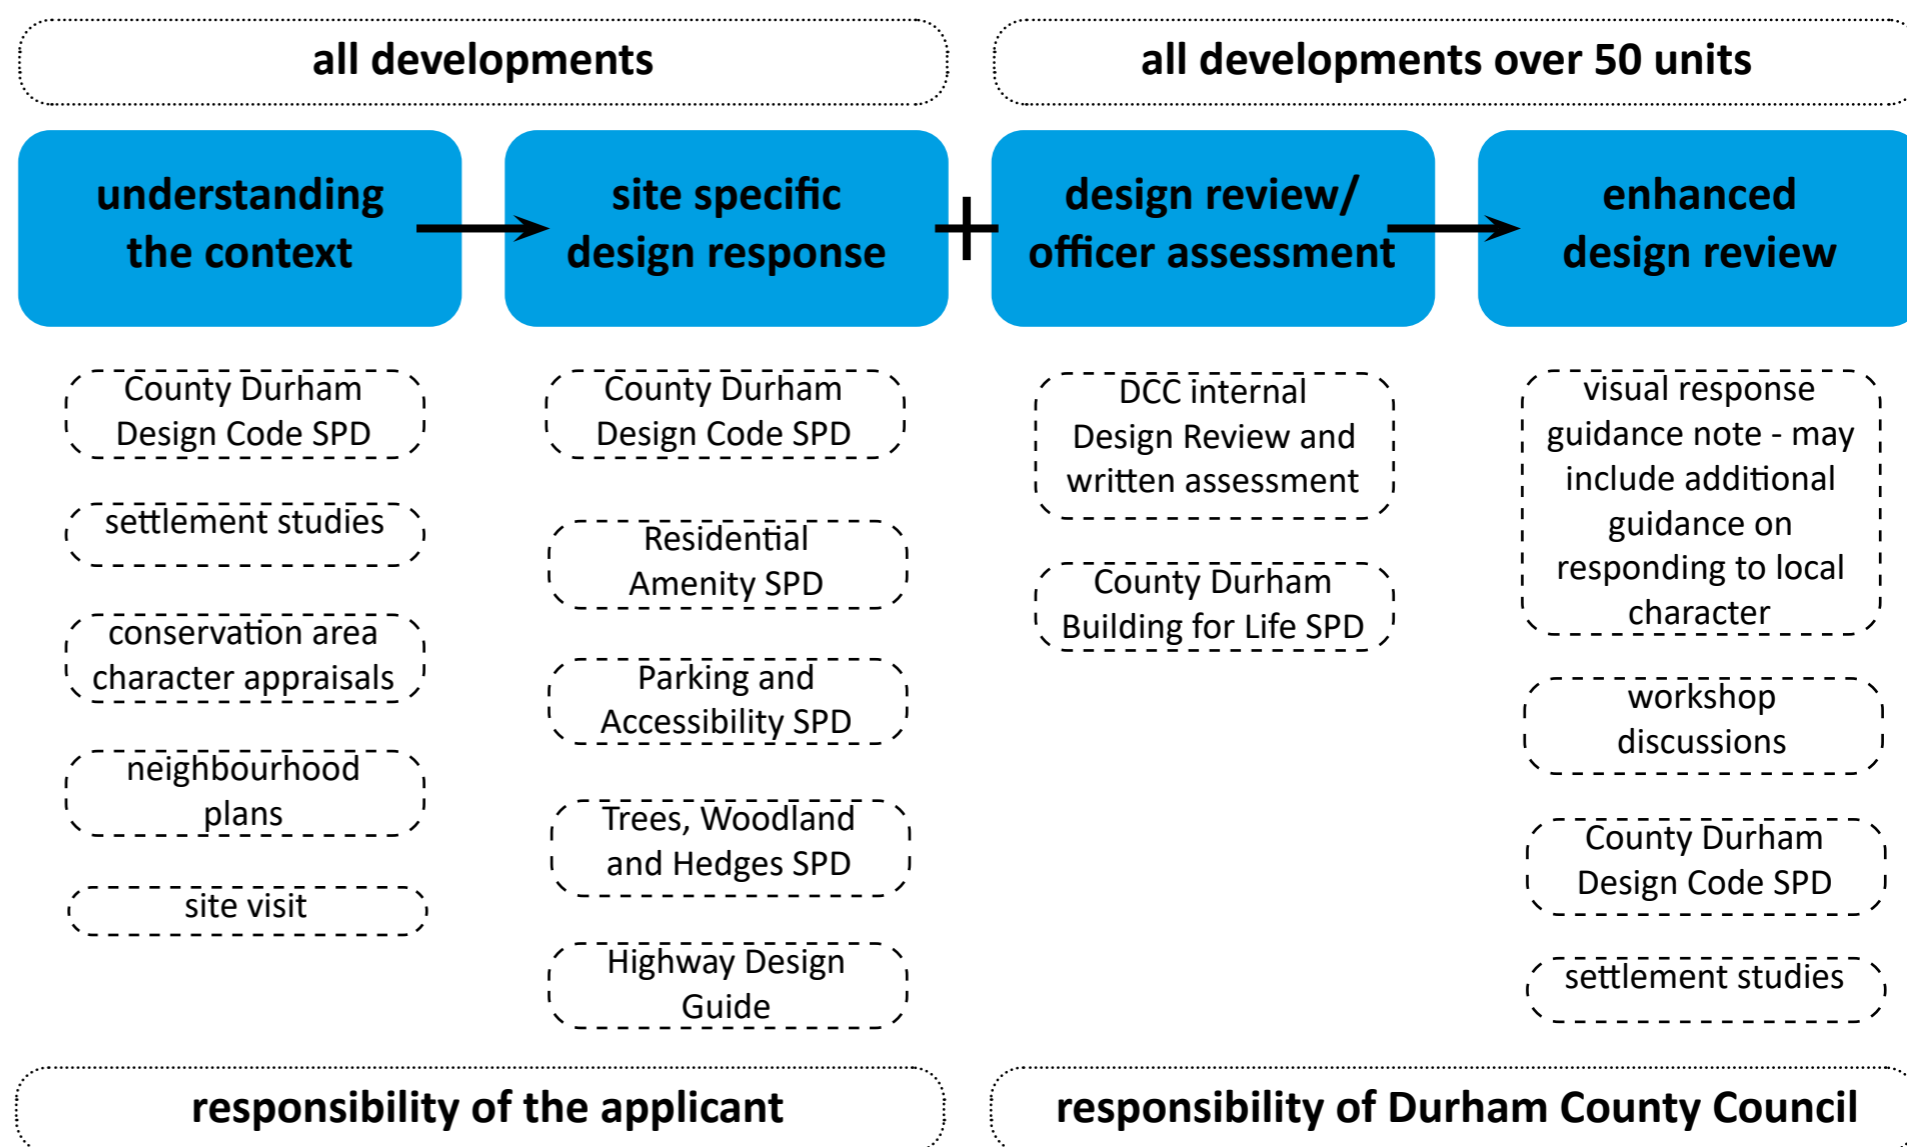 all developments
all developments over 50 units
understanding
the context
site specific
design response
design review/
officer assessment
enhanced
design review
County Durham
Design Code SPD
settlement studies
conservation area
character appraisals
neighbourhood
plans
site visit
County Durham
Design Code SPD
Residential
Amenity SPD
Parking and
Accessibility SPD
Trees, Woodland
and Hedges SPD
Highway Design
Guide
DCC internal
Design Review and
written assessment
County Durham
Building for Life SPD
visual response
guidance note - may
include additional
guidance on
responding to local
character
workshop
discussions
County Durham
Design Code SPD
settlement studies
responsibility of the applicant
responsibility of Durham County Council